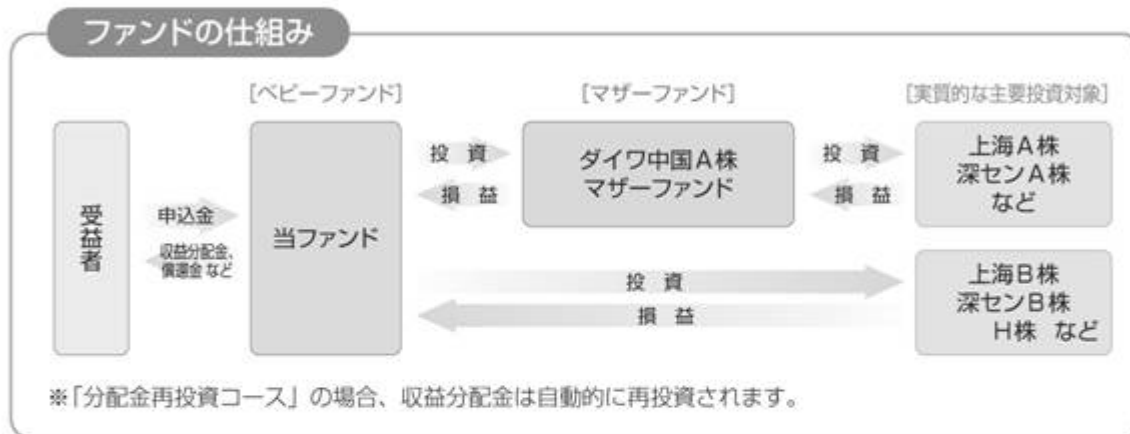 ファンドの仕組み
[ベビーファンド]
[マザーファンド]
[実質的な主要投資対象]
受益者
申込金
収益分配金、
償還金 など
当ファンド
投 資
損 益
ダイワ中国A株
マザーファンド
投 資
損 益
上海A株
深センA株
など
投 資
損 益
上海B株
深センB株
H株 など
※「分配金再投資コース」の場合、収益分配金は自動的に再投資されます。